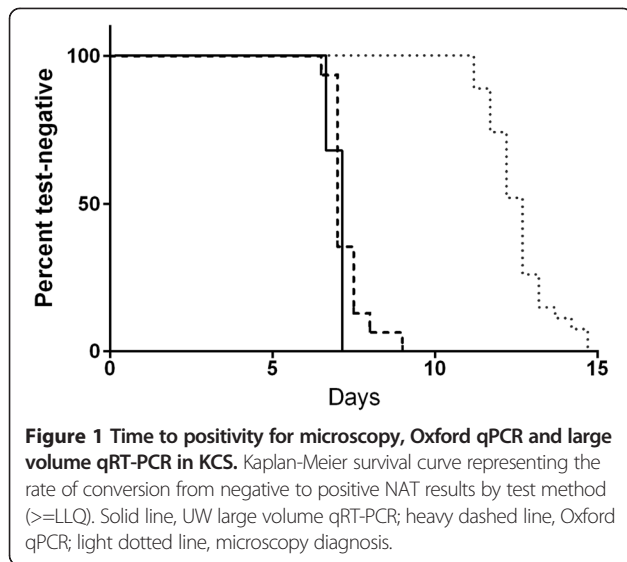 100
50
0
Percent test-negative
0
5
10
15
Days
Figure 1 Time to positivity for microscopy, Oxford qPCR and large
volume qRT-PCR in KCS. Kaplan-Meier survival curve representing the
rate of conversion from negative to positive NAT results by test method
(>=LLQ). Solid line, UW large volume qRT-PCR; heavy dashed line, Oxford
qPCR; light dotted line, microscopy diagnosis.